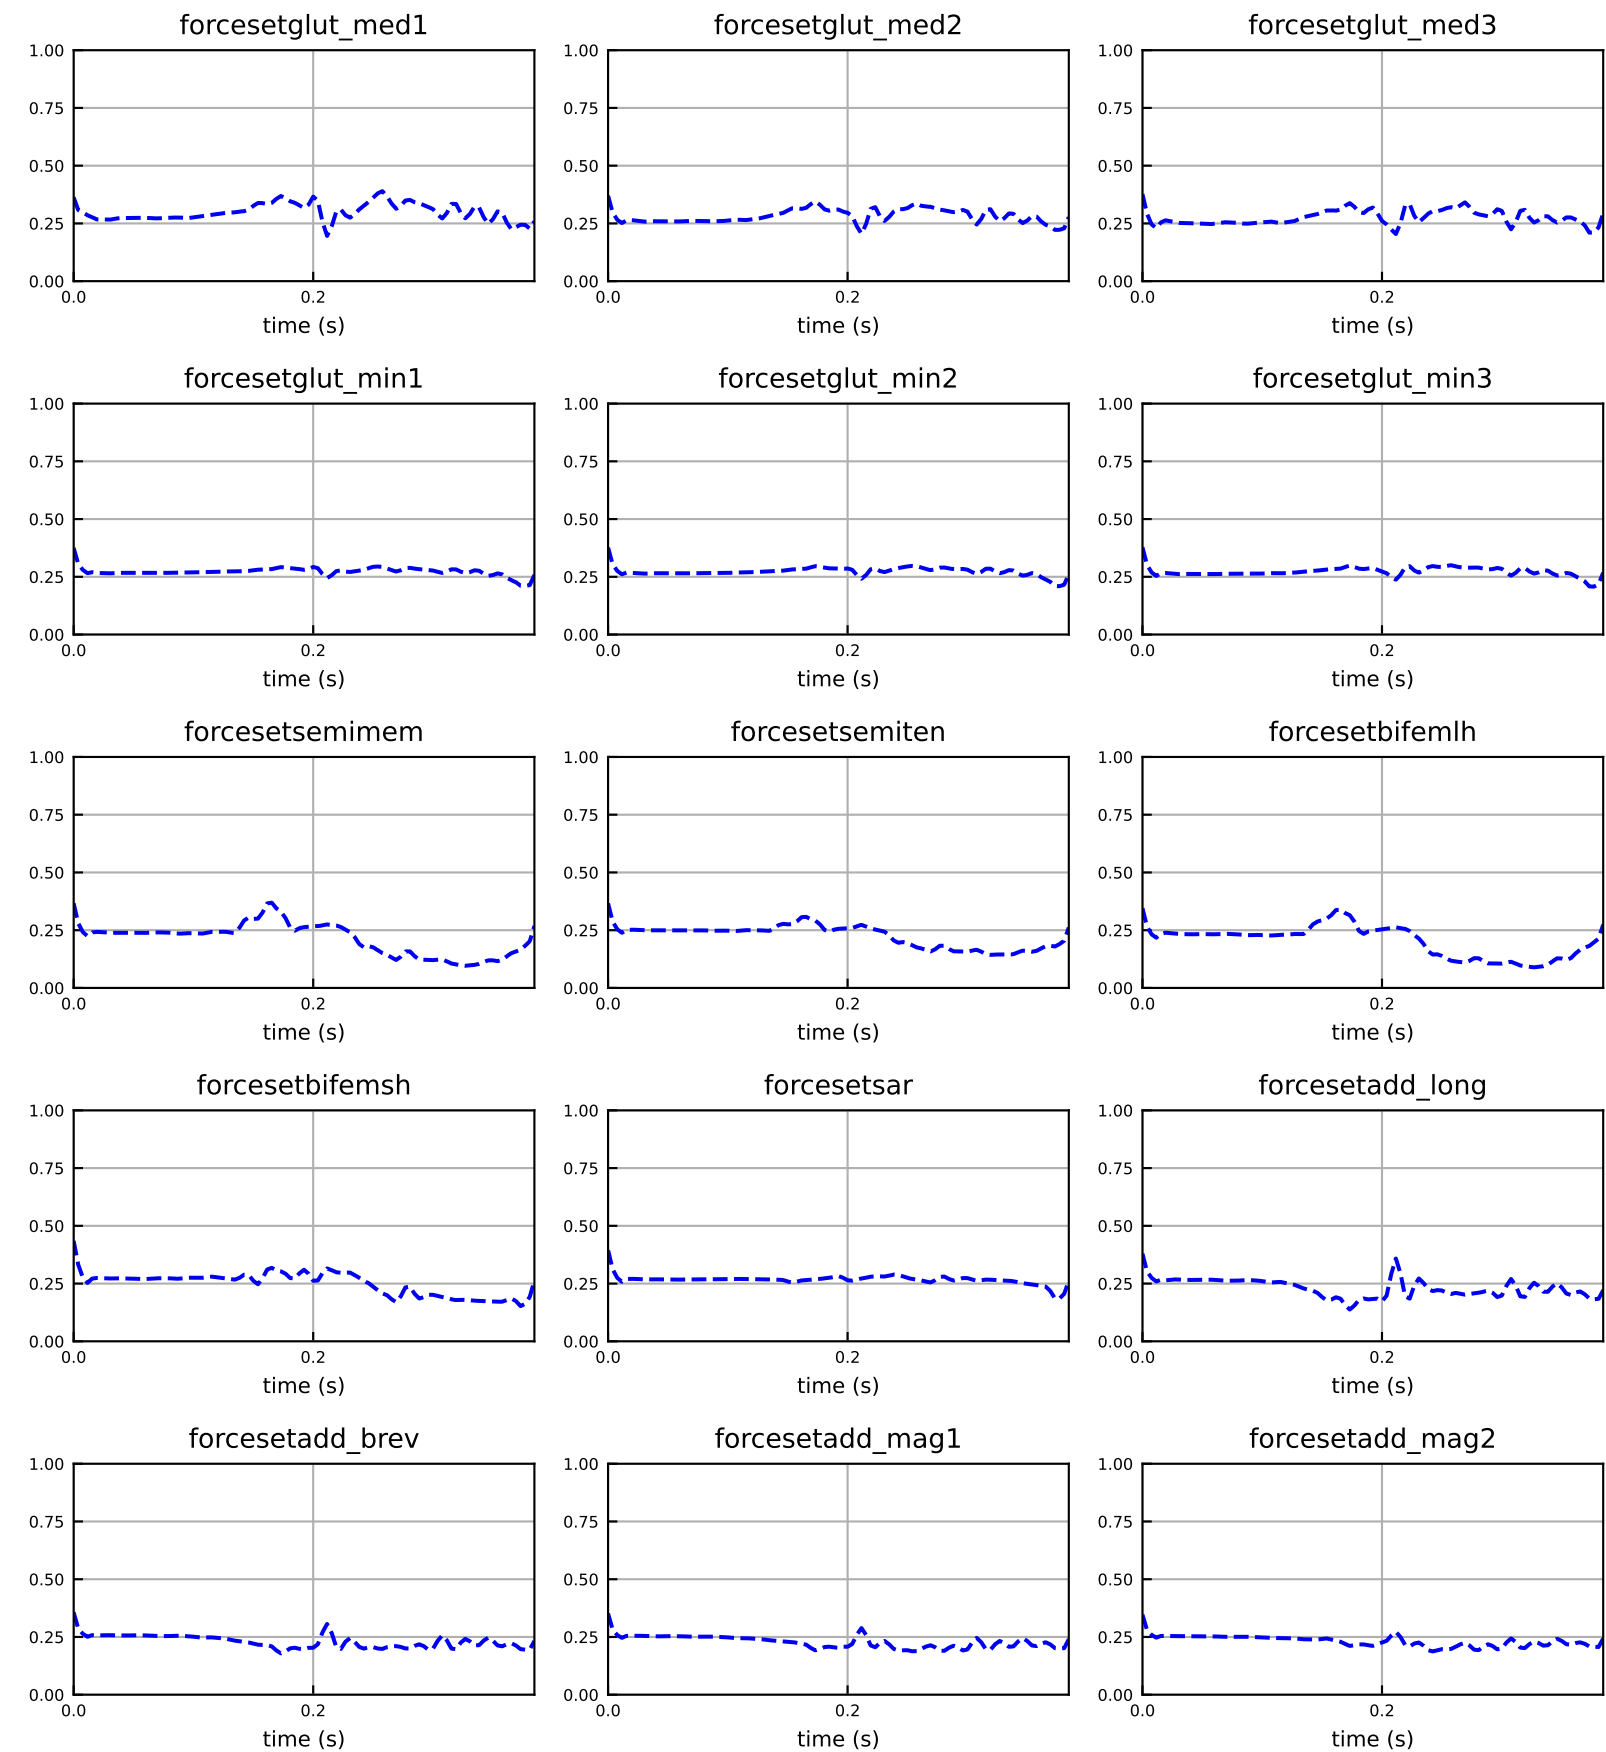 forcesetglut_med1 forcesetglut_med2 forcesetglut_med3
1.00 1.00 1.00
0.75 0.75 0.75
0.50 0.50 0.50
0.25 0.25 0.25
0.00 0.00 0.00
0.0 0.2 0.0 0.2 0.0 0.2
time (s) time (s) time (s)
forcesetglut_min1 forcesetglut_min2 forcesetglut_min3
1.00 1.00 1.00
0.75 0.75 0.75
0.50 0.50 0.50
0.25 0.25 0.25
0.00 0.00 0.00
0.0 0.2 0.0 0.2 0.0 0.2
time (s) time (s) time (s)
forcesetsemimem forcesetsemiten forcesetbifemlh
1.00 1.00 1.00
0.75 0.75 0.75
0.50 0.50 0.50
0.25 0.25 0.25
0.00 0.00 0.00
0.0 0.2 0.0 0.2 0.0 0.2
time (s) time (s) time (s)
forcesetbifemsh forcesetsar forcesetadd_long
1.00 1.00 1.00
0.75 0.75 0.75
0.50 0.50 0.50
0.25 0.25 0.25
0.00 0.00 0.00
0.0 0.2 0.0 0.2 0.0 0.2
time (s) time (s) time (s)
forcesetadd_brev forcesetadd_mag1 forcesetadd_mag2
1.00 1.00 1.00
0.75 0.75 0.75
0.50 0.50 0.50
0.25 0.25 0.25
0.00 0.00 0.00
0.0 0.2 0.0 0.2 0.0 0.2
time (s) time (s) time (s)